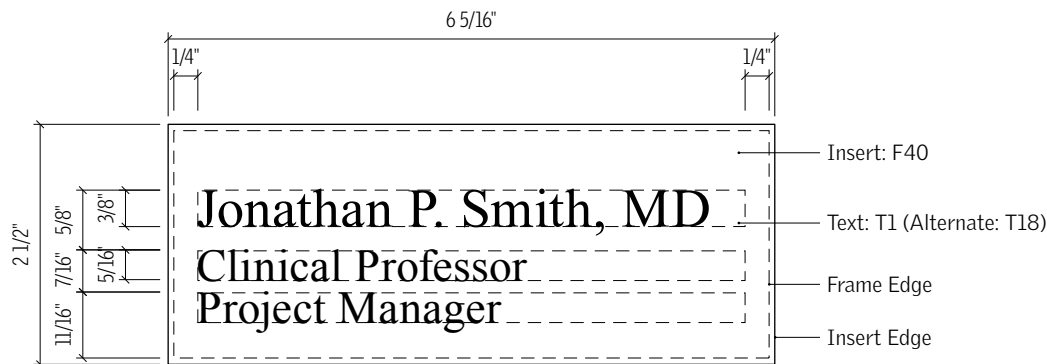 6 5/16"
1/4" 1/4"
Insert: F40
2 1/2"
5/8" 3/8"
Jonathan P. Smith, MD
Text: T1 (Alternate: T18)
7/16" 5/16"
Clinical Professor
Frame Edge
11/16"
Project Manager
Insert Edge